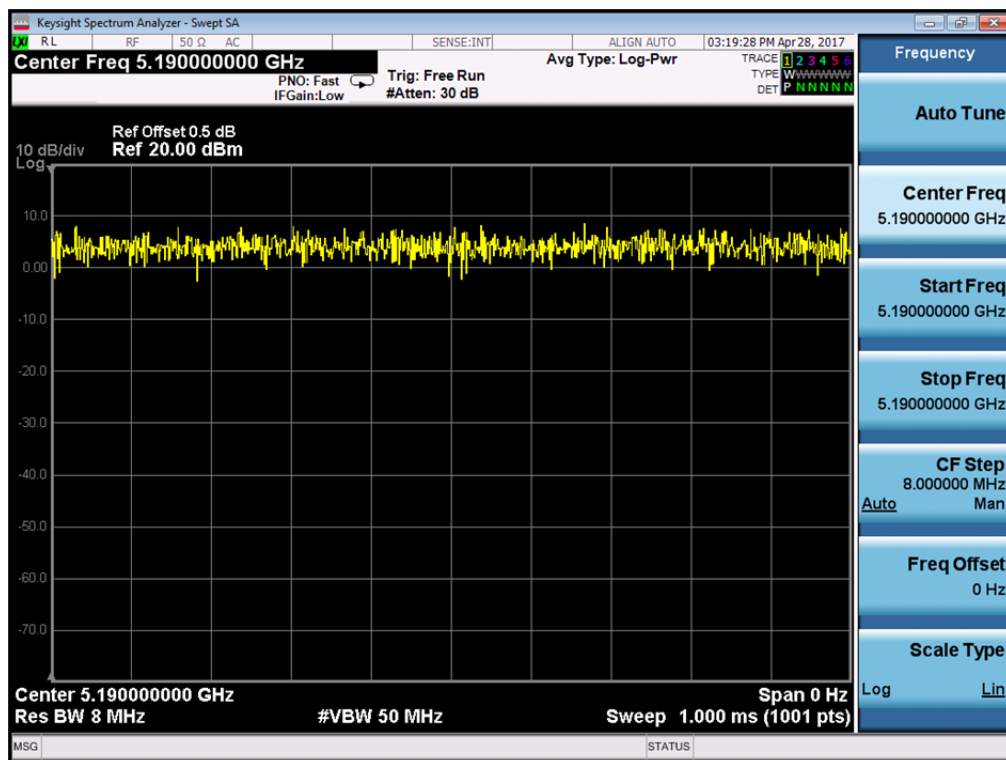 Keysight Spectrum Analyzer - Swept SA
LXI RL RF 50 Ω AC SENSE:INT ALIGN AUTO 03:19:28 PM Apr 28, 2017
Center Freq 5.190000000 GHz
PNO: Fast
IFGain:Low
Trig: Free Run
#Atten: 30 dB
Avg Type: Log-Pwr
TRACE 1 2 3 4 5 6
TYPE W
DET P N N N N N
Ref Offset 0.5 dB
10 dB/div Ref 20.00 dBm
Log
10.0
0.00
-10.0
-20.0
-30.0
-40.0
-50.0
-60.0
-70.0
Center 5.190000000 GHz Span 0 Hz
Res BW 8 MHz #VBW 50 MHz Sweep 1.000 ms (1001 pts)
MSG STATUS
Frequency
Auto Tune
Center Freq
5.190000000 GHz
Start Freq
5.190000000 GHz
Stop Freq
5.190000000 GHz
CF Step
8.000000 MHz
Auto Man
Freq Offset
0 Hz
Scale Type
Log Lin